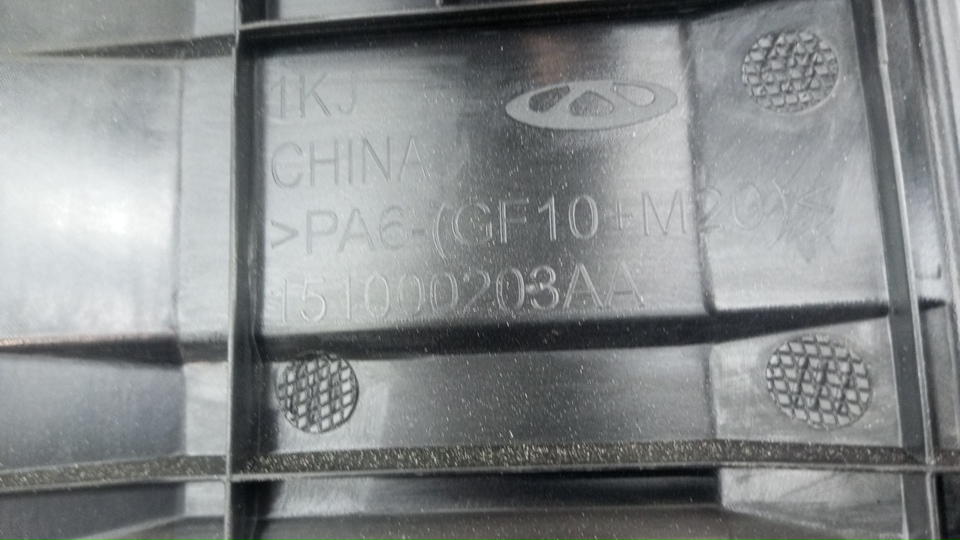 1KJ
CHINA
>PA6-(GF10+M20)<
151000203AA